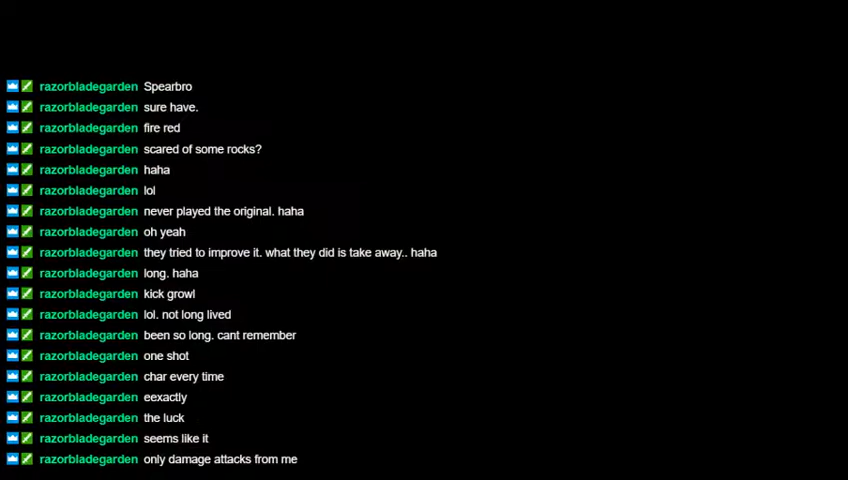 razorbladegarden Spearbro
razorbladegarden sure have.
razorbladegarden fire red
razorbladegarden scared of some rocks?
razorbladegarden haha
razorbladegarden lol
razorbladegarden never played the original. haha
razorbladegarden oh yeah
razorbladegarden they tried to improve it. what they did is take away.. haha
razorbladegarden long. haha
razorbladegarden kick growl
razorbladegarden lol. not long lived
razorbladegarden been so long. cant remember
razorbladegarden one shot
razorbladegarden char every time
razorbladegarden eexactly
razorbladegarden the luck
razorbladegarden seems like it
razorbladegarden only damage attacks from me